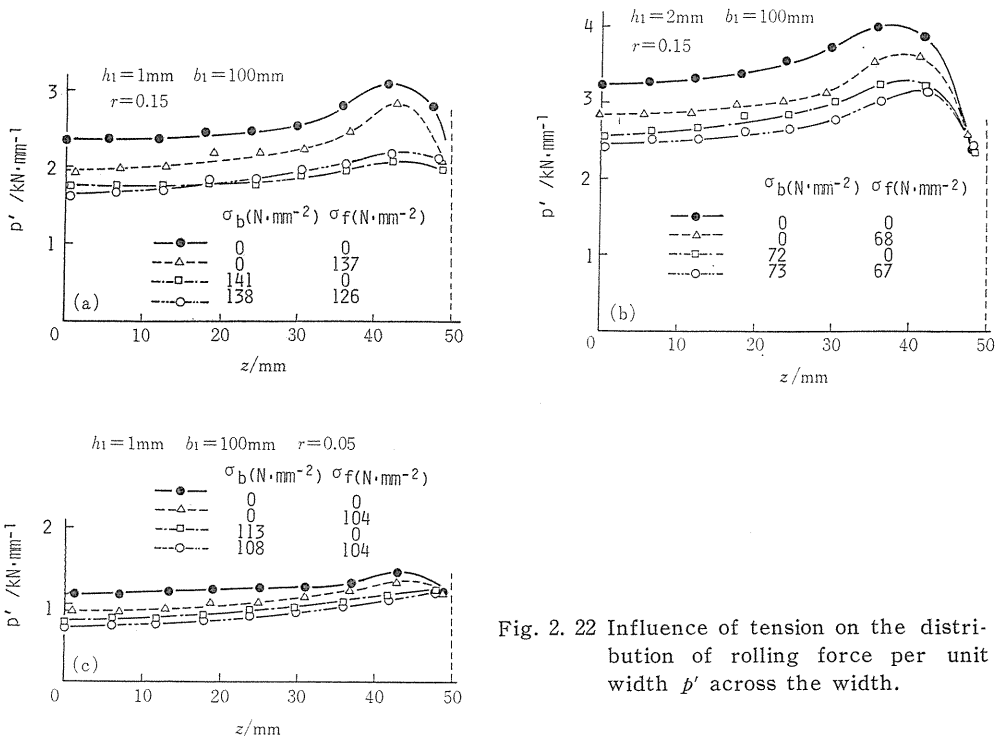 h1=1mm b1=100mm
r=0.15
3
2
1
p' /kN·mm-1
σb(N·mm-2) σf(N·mm-2)
0 0
0 137
141 0
138 126
(a)
0 10 20 30 40 50
z/mm
h1=2mm b1=100mm
r=0.15
4
3
2
1
p' /kN·mm-1
σb(N·mm-2) σf(N·mm-2)
0 0
0 68
72 0
73 67
(b)
0 10 20 30 40 50
z/mm
h1=1mm b1=100mm r=0.05
σb(N·mm-2) σf(N·mm-2)
0 0
0 104
113 0
108 104
2
1
p' /kN·mm-1
(c)
0 10 20 30 40 50
z/mm
Fig. 2. 22 Influence of tension on the distri-
bution of rolling force per unit
width p' across the width.